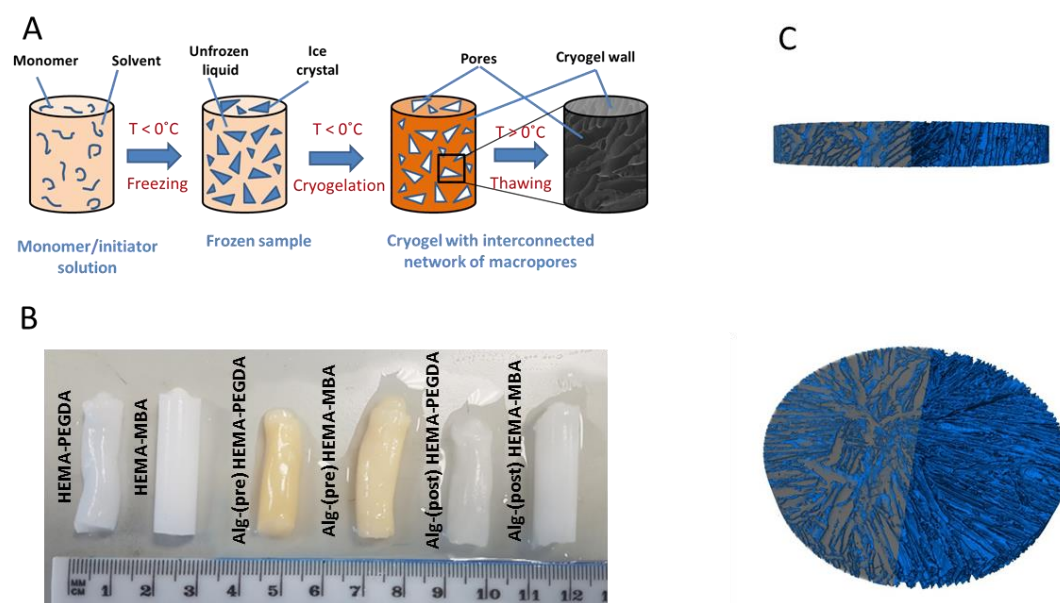 A
Monomer
Solvent
Unfrozen
liquid
Ice
crystal
Pores
Cryogel wall
T < 0˚C
Freezing
T < 0˚C
Cryogelation
T > 0˚C
Thawing
Monomer/initiator
solution
Frozen sample
Cryogel with interconnected
network of macropores
B
HEMA-PEGDA
HEMA-MBA
Alg-(pre) HEMA-PEGDA
Alg-(pre) HEMA-MBA
Alg-(post) HEMA-PEGDA
Alg-(post) HEMA-MBA
MM
CM
1 2 3 4 5 6 7 8 9 10 11 12 1
C